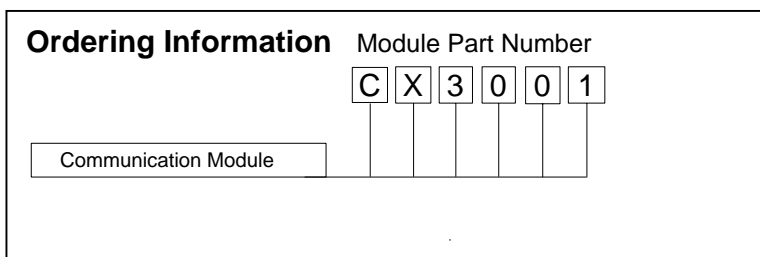 Ordering Information Module Part Number
C X 3 0 0 1
Communication Module